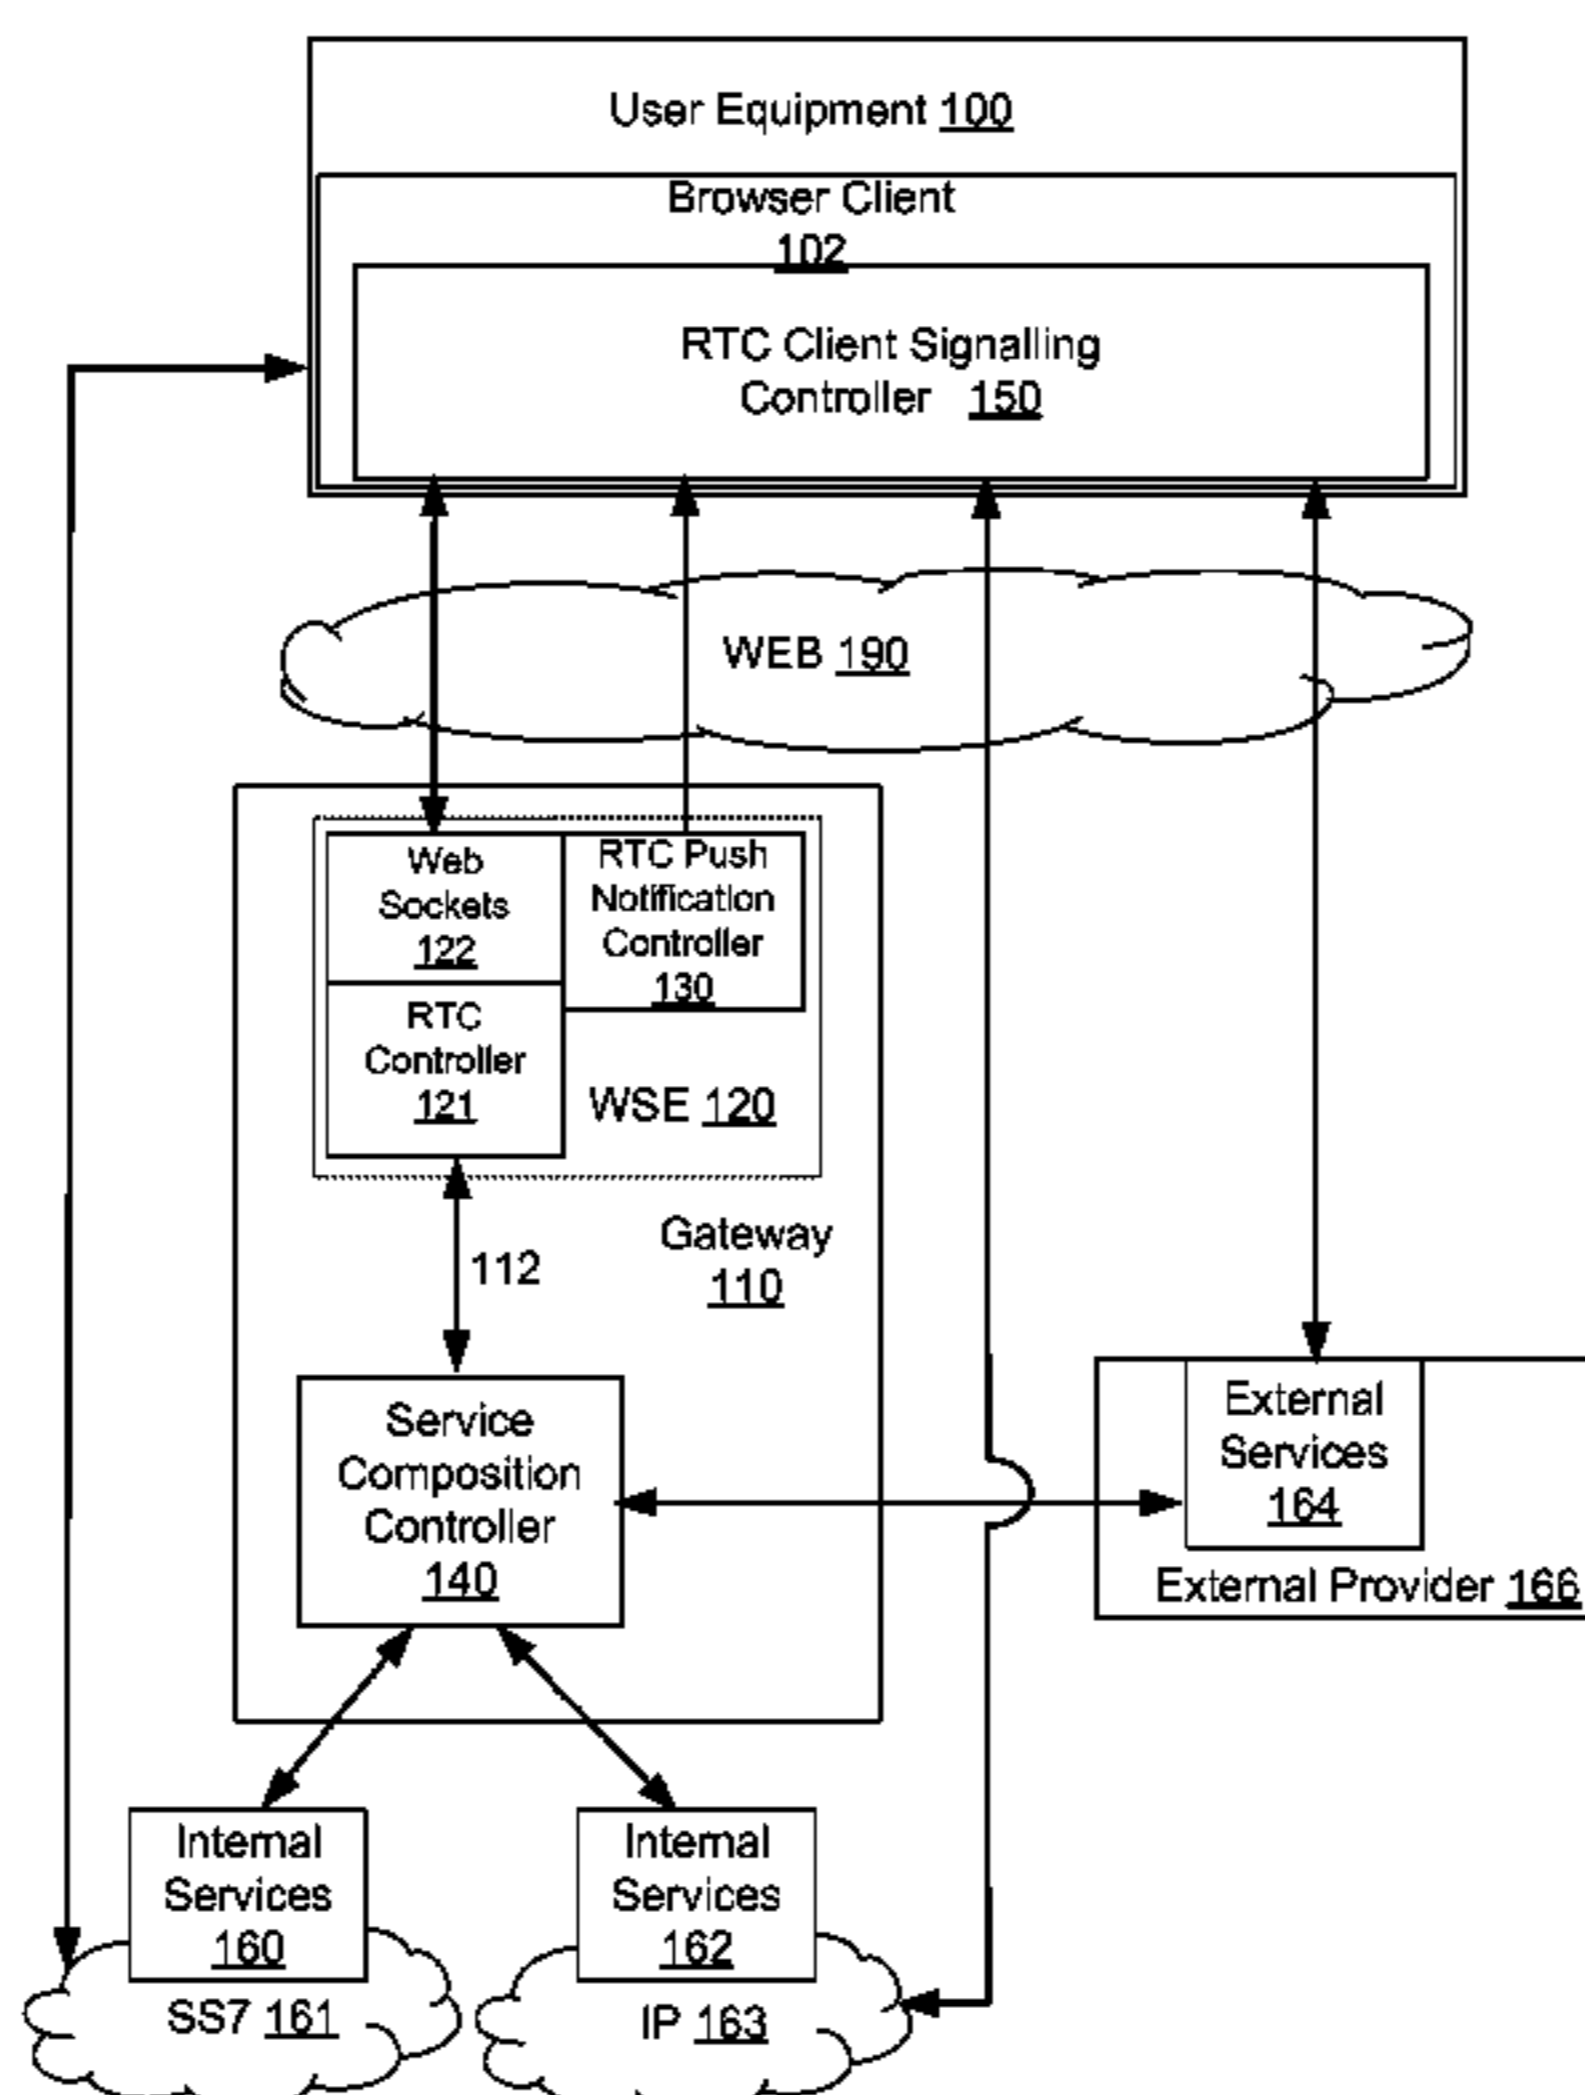 User Equipment 100
Browser Client
102
RTC Client Signalling
Controller 150
WEB 190
Web
Sockets
122
RTC Push
Notification
Controller
130
RTC
Controller
121
WSE 120
Gateway
110
112
Service
Composition
Controller
140
External
Services
164
External Provider 166
Internal
Services
160
SS7 161
Internal
Services
162
IP 163